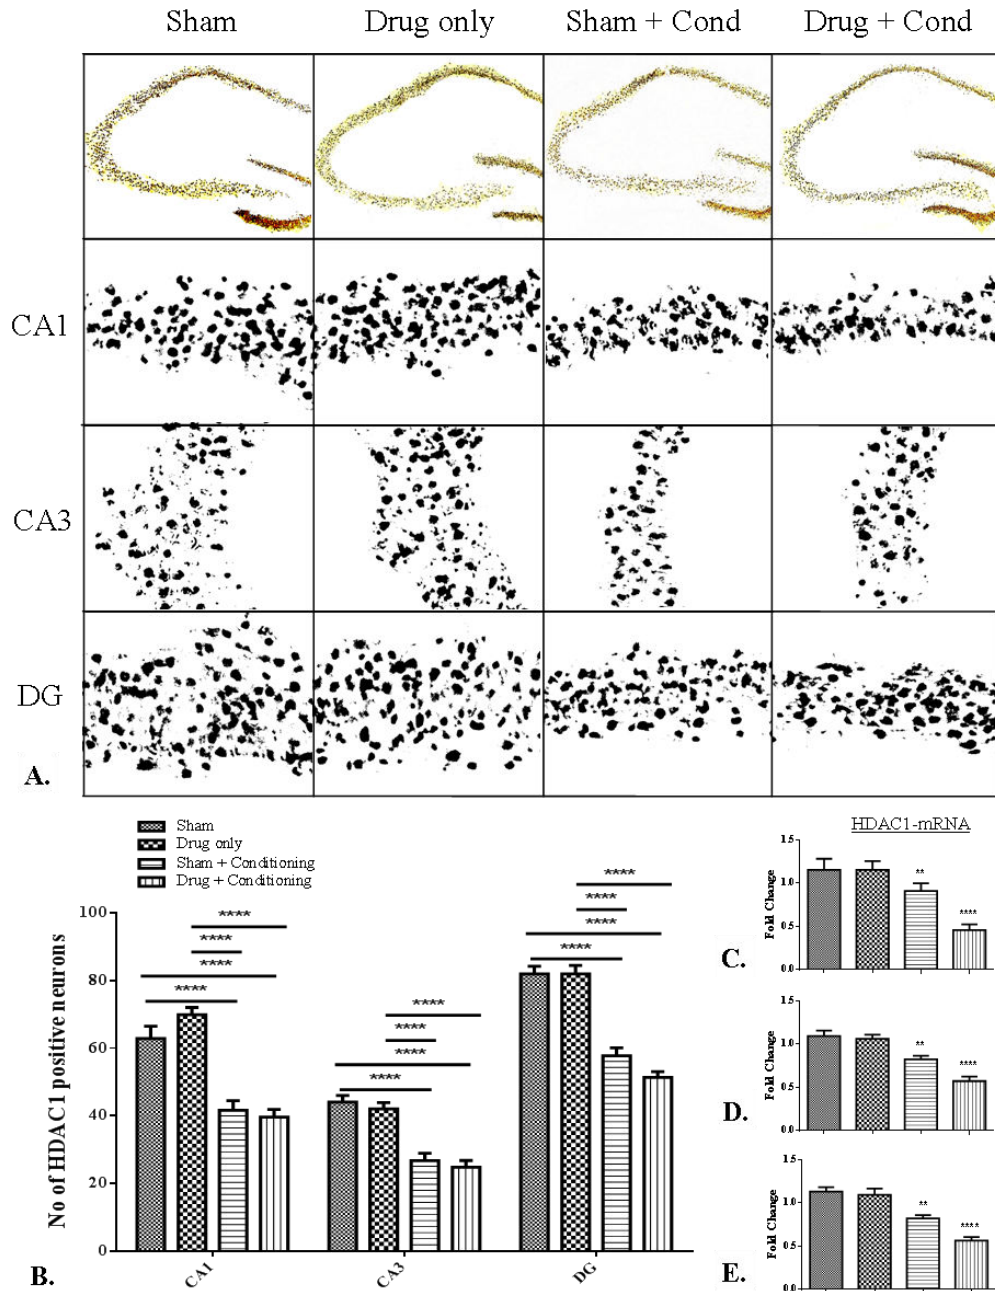 Sham Drug only Sham + Cond Drug + Cond
CA1
CA3
DG
A.
Sham
Drug only
Sham + Conditioning
Drug + Conditioning
No of HDAC1 positive neurons
100
80
60
40
20
0
****
****
****
****
****
****
****
****
****
****
****
****
CA1 CA3 DG
B.
HDAC1-mRNA
Fold Change
1.5
1.0
0.5
0.0
**
****
C.
Fold Change
1.5
1.0
0.5
0.0
**
****
D.
Fold Change
1.5
1.0
0.5
0.0
**
****
E.